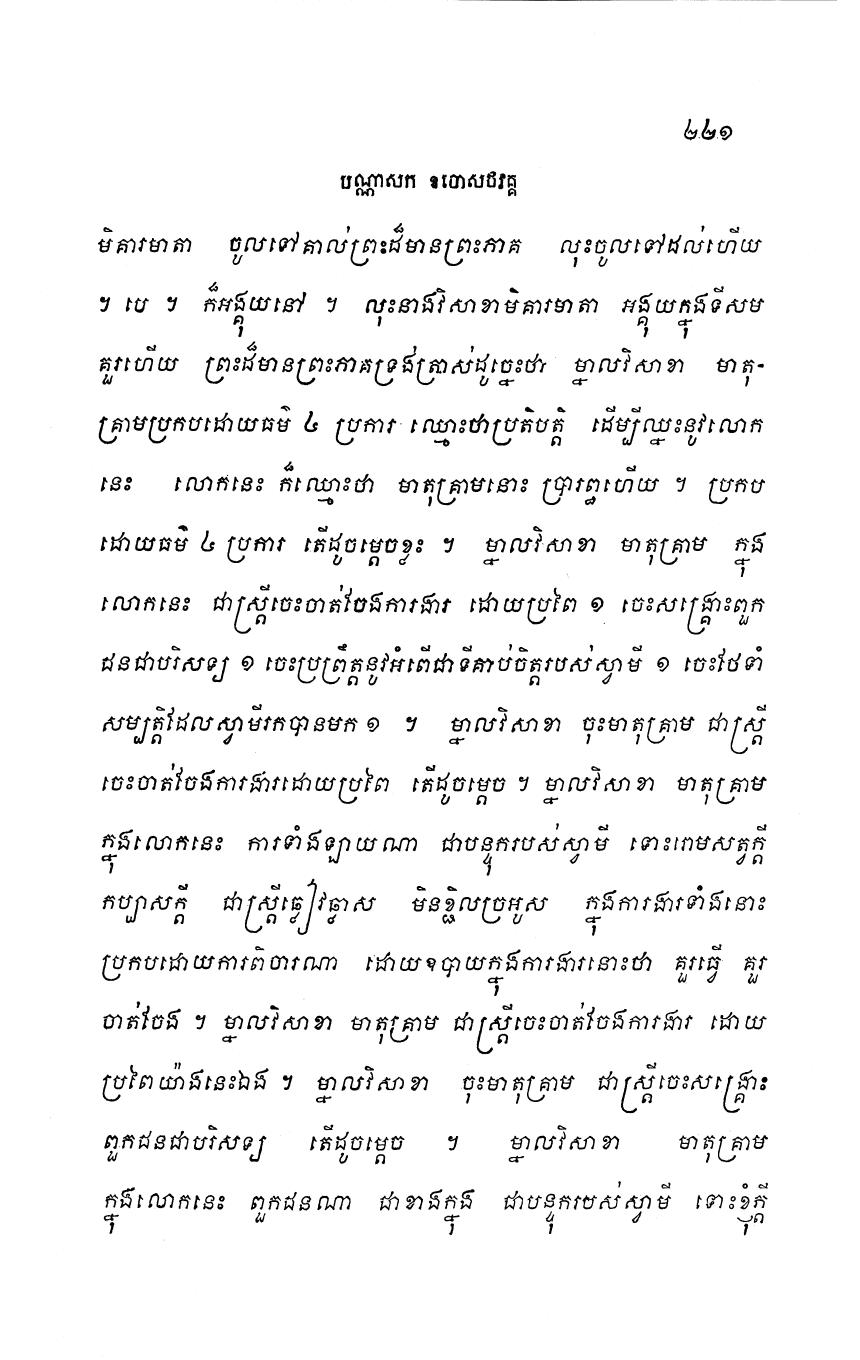 ២២១
បណ្ណាសក ឧបោសថវគ្គ
មិគារមាតា ចូលទៅគាល់ព្រះដ៏មានព្រះភាគ លុះចូលទៅដល់ហើយ
។ បេ ។ ក៏អង្គុយនៅ ។ លុះនាងវិសាខាមិគារមាតា អង្គុយក្នុងទីសម
គួរហើយ ព្រះដ៏មានព្រះភាគទ្រង់ត្រាស់ដូច្នេះថា ម្នាលវិសាខា មាតុ-
គ្រាមប្រកបដោយធម៌ ៤ ប្រការ ឈ្មោះថាប្រតិបត្តិ ដើម្បីឈ្នះនូវលោក
នេះ លោកនេះ ក៏ឈ្មោះថា មាតុគ្រាមនោះ ប្រារព្ធហើយ ។ ប្រកប
ដោយធម៌ ៤ ប្រការ តើដូចម្តេចខ្លះ ។ ម្នាលវិសាខា មាតុគ្រាម ក្នុង
លោកនេះ ជាស្ត្រីចេះចាត់ចែងការងារ ដោយប្រពៃ ១ ចេះសង្គ្រោះពួក
ជនជាបរិសទ្យ ១ ចេះប្រព្រឹត្តនូវអំពើជាទីគាប់ចិត្តរបស់ស្វាមី ១ ចេះថែទាំ
សម្បត្តិដែលស្វាមីរកបានមក ១ ។ ម្នាលវិសាខា ចុះមាតុគ្រាម ជាស្ត្រី
ចេះចាត់ចែងការងារដោយប្រពៃ តើដូចម្តេច ។ ម្នាលវិសាខា មាតុគ្រាម
ក្នុងលោកនេះ ការទាំងឡាយណា ជាបន្ទុករបស់ស្វាមី ទោះរោមសត្វក្តី
កប្បាសក្តី ជាស្ត្រីឆ្លៀវឆ្លាស មិនខ្ជិលច្រអូស ក្នុងការងារទាំងនោះ
ប្រកបដោយការពិចារណា ដោយឧបាយក្នុងការងារនោះថា គួរធ្វើ គួរ
ចាត់ចែង ។ ម្នាលវិសាខា មាតុគ្រាម ជាស្ត្រីចេះចាត់ចែងការងារ ដោយ
ប្រពៃយ៉ាងនេះឯង ។ ម្នាលវិសាខា ចុះមាតុគ្រាម ជាស្ត្រីចេះសង្គ្រោះ
ពួកជនជាបរិសទ្យ តើដូចម្តេច ។ ម្នាលវិសាខា មាតុគ្រាម
ក្នុងលោកនេះ ពួកជនណា ជាខាងក្នុង ជាបន្ទុករបស់ស្វាមី ទោះខ្ញុំក្តី